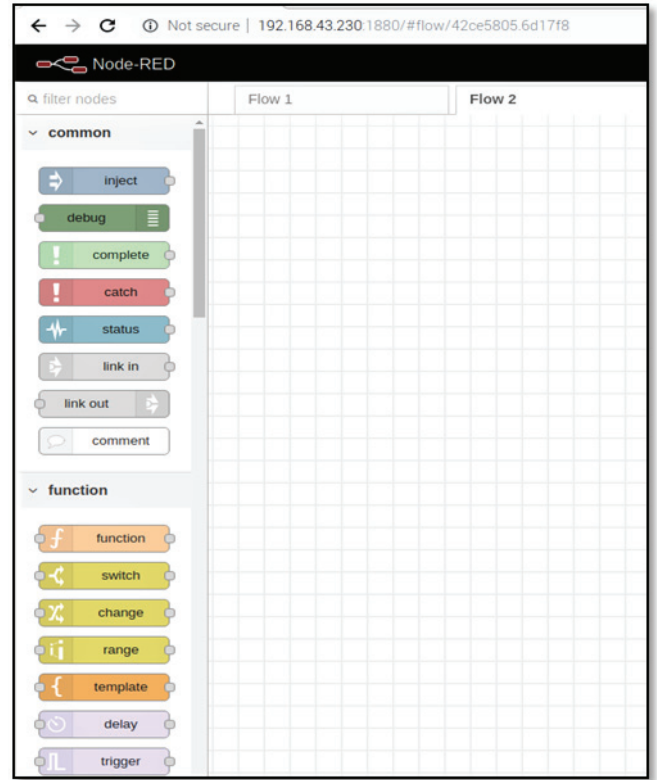 Not secure | 192.168.43.230:1880/#flow/42ce5805.6d17f8
Node-RED
filter nodes
Flow 1
Flow 2
common
inject
debug
complete
catch
status
link in
link out
comment
function
function
switch
change
range
template
delay
trigger